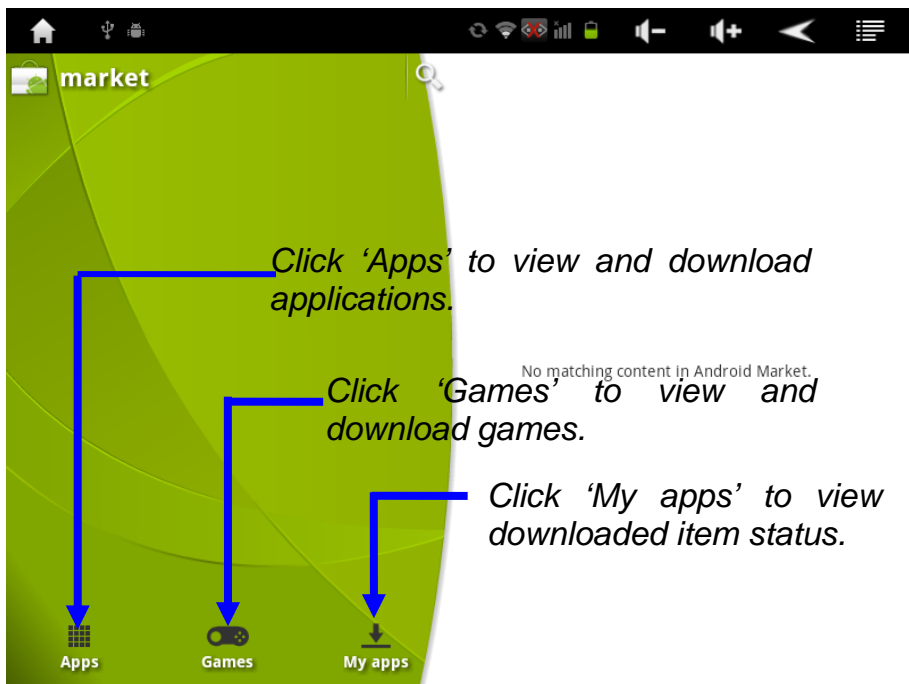 market
Click ‘Apps’ to view and download
applications.
No matching content in Android Market.
Click ‘Games’ to view and
download games.
Click ‘My apps’ to view
downloaded item status.
Apps
Games
My apps